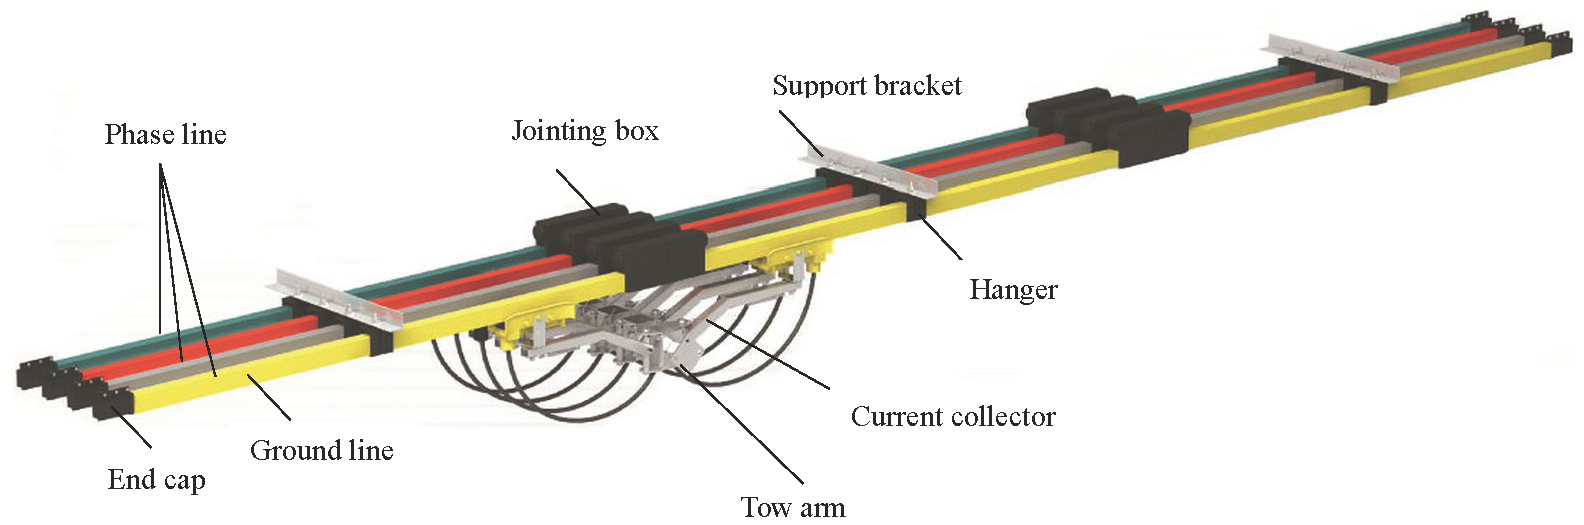 Support bracket
Jointing box
Phase line
Hanger
Current collector
Ground line
End cap
Tow arm